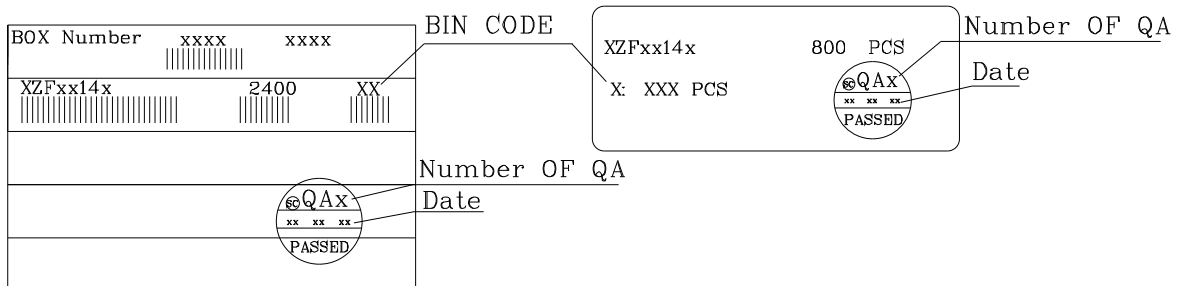 BOX Number xxxx xxxx
XZFxx14x 2400 XX
BIN CODE
SC QAx
xx xx xx
PASSED
Number OF QA
Date
XZFxx14x 800 PCS
X: XXX PCS
SC QAx
xx xx xx
PASSED
Number OF QA
Date